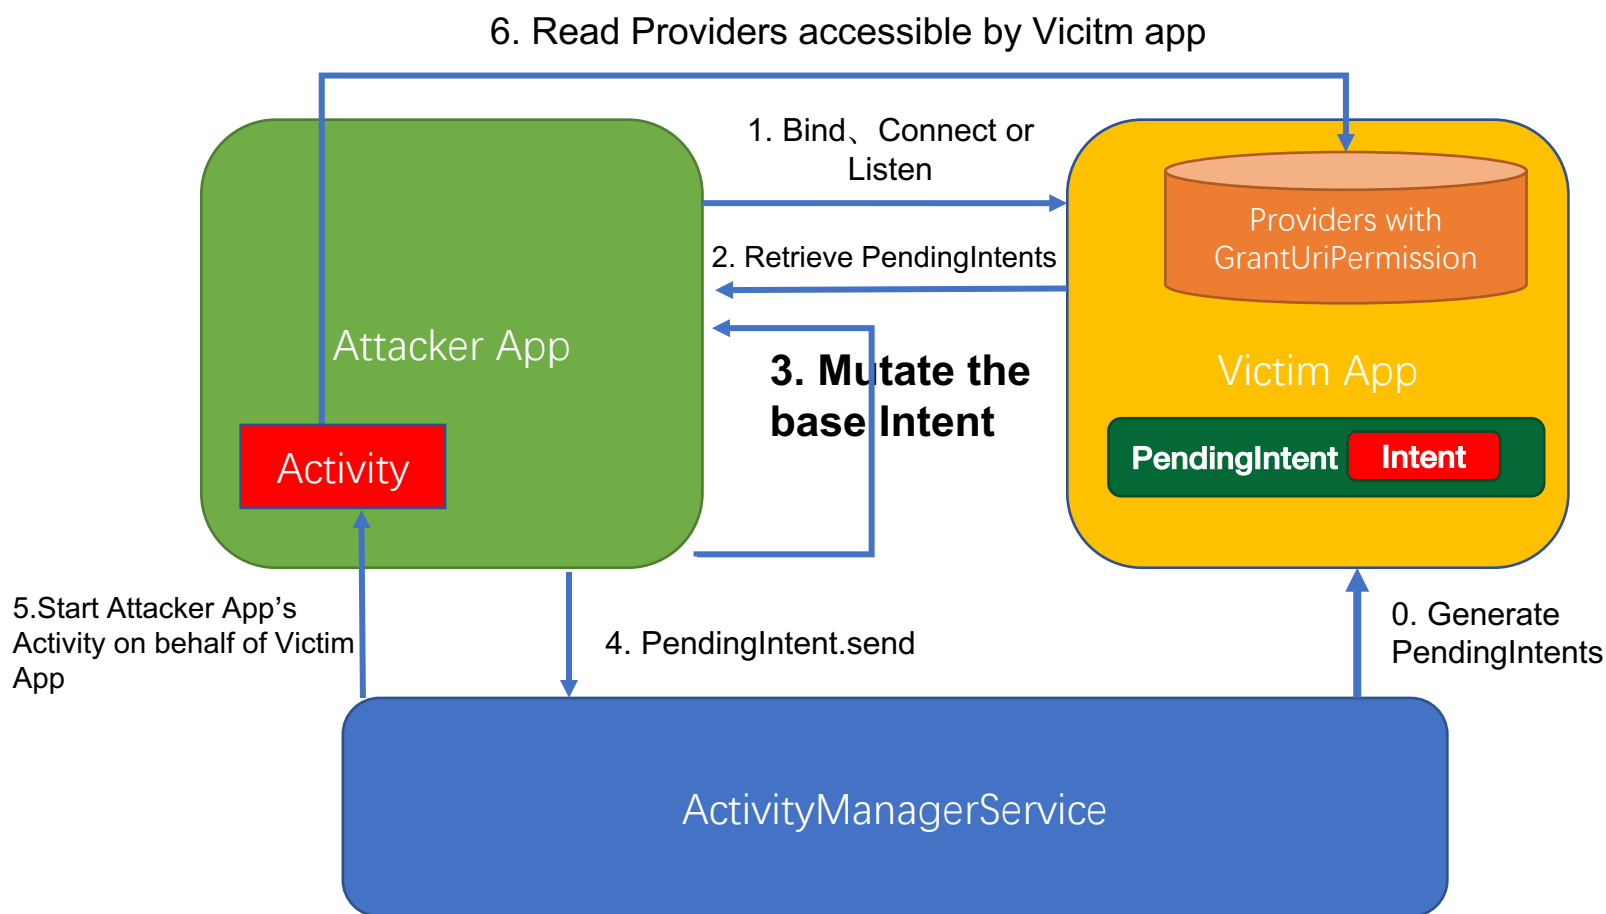 6. Read Providers accessible by Vicitm app
1. Bind、Connect or
Listen
Providers with
GrantUriPermission
2. Retrieve PendingIntents
Attacker App
3. Mutate the
base Intent
Victim App
PendingIntent
Intent
Activity
5.Start Attacker App’s
Activity on behalf of Victim
App
4. PendingIntent.send
0. Generate
PendingIntents
ActivityManagerService